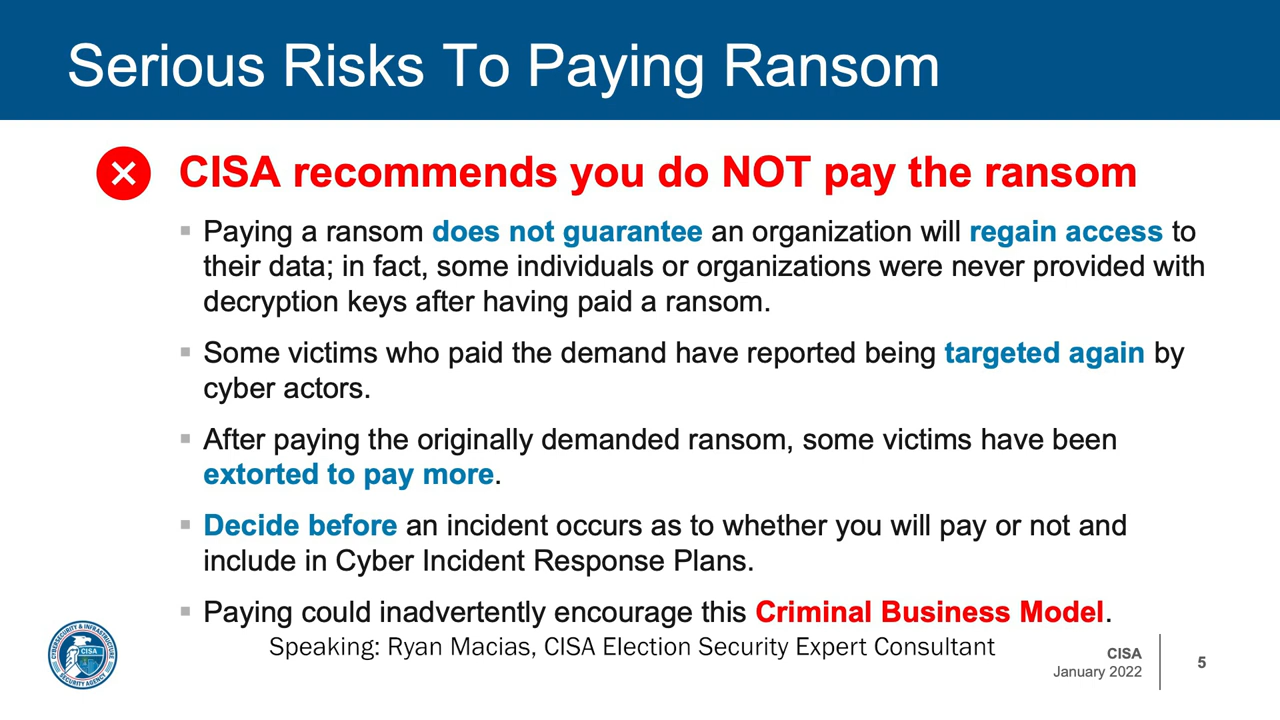 Serious Risks To Paying Ransom
CISA recommends you do NOT pay the ransom
Paying a ransom does not guarantee an organization will regain access to
their data; in fact, some individuals or organizations were never provided with
decryption keys after having paid a ransom.
Some victims who paid the demand have reported being targeted again by
cyber actors.
After paying the originally demanded ransom, some victims have been
extorted to pay more.
Decide before an incident occurs as to whether you will pay or not and
include in Cyber Incident Response Plans.
Paying could inadvertently encourage this Criminal Business Model.
Speaking: Ryan Macias, CISA Election Security Expert Consultant
CYBERSECURITY & INFRASTRUCTURE
CISA
SECURITY AGENCY
CISA
January 2022
5